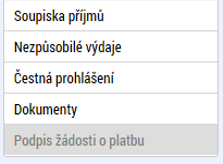 Soupiska příjmů
Nezpůsobilé výdaje
Čestná prohlášení
Dokumenty
Podpis žádosti o platbu